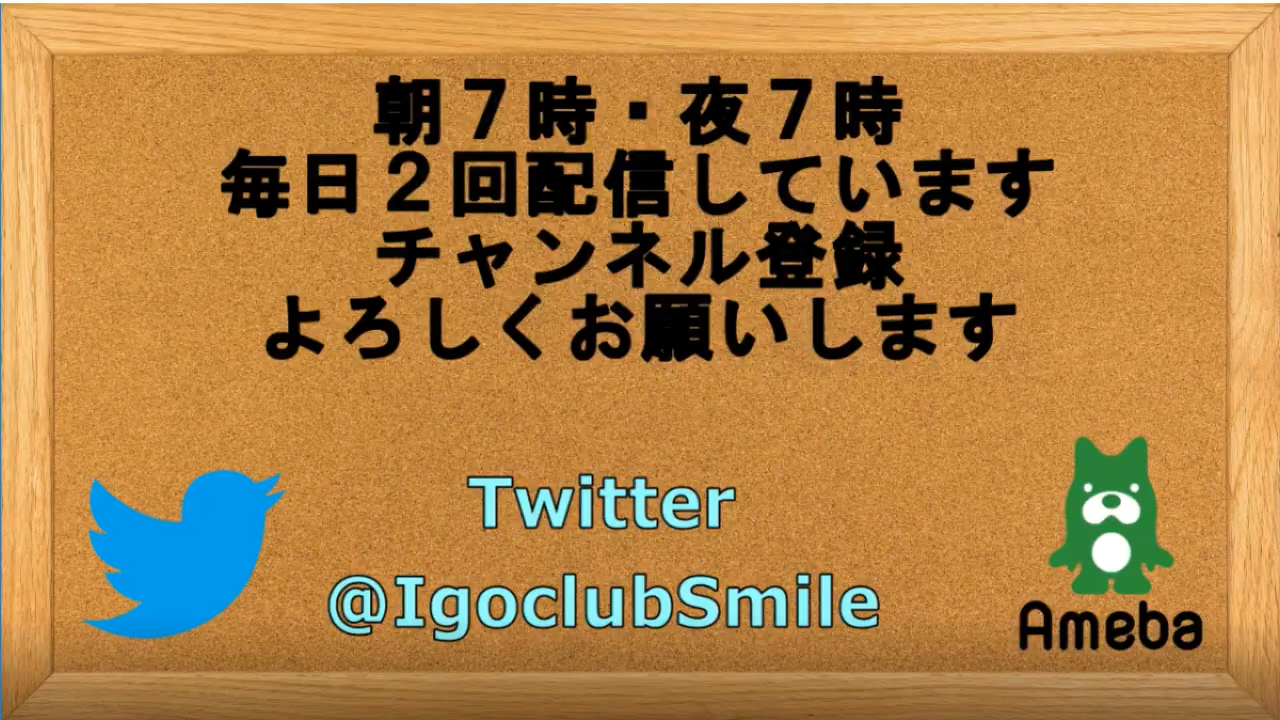 朝７時・夜７時
毎日２回配信しています
チャンネル登録
よろしくお願いします
Twitter
@IgoclubSmile
Ameba